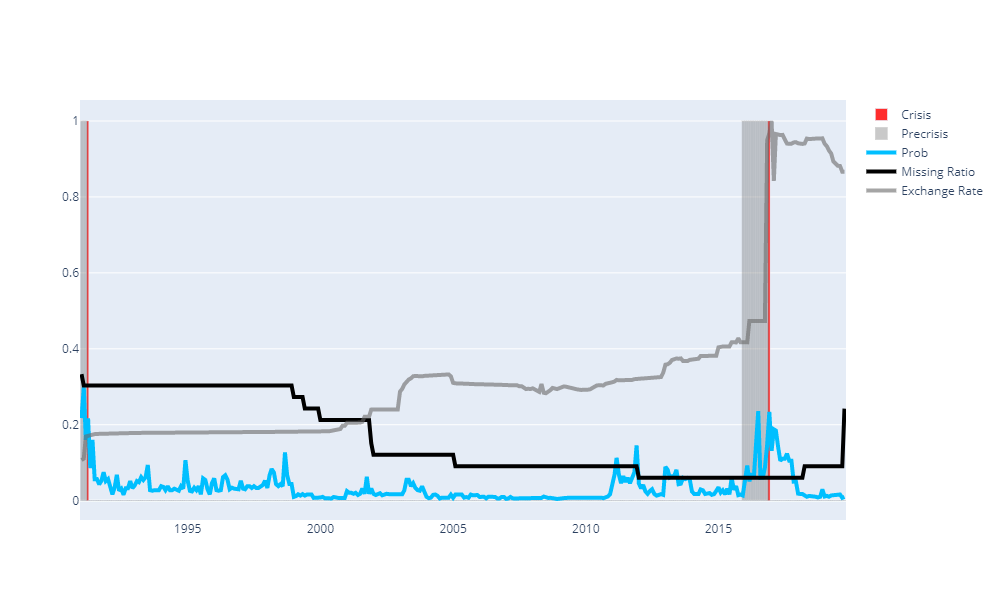 1
0.8
0.6
0.4
0.2
0
1995
2000
2005
2010
2015
Crisis
Precrisis
Prob
Missing Ratio
Exchange Rate